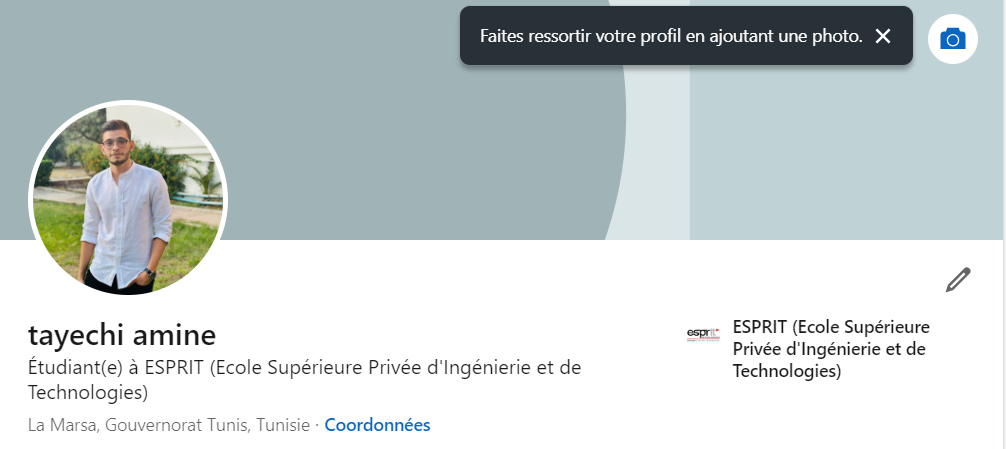 Faites ressortir votre profil en ajoutant une photo.
tayechi amine
Étudiant(e) à ESPRIT (Ecole Supérieure Privée d'Ingénierie et de
Technologies)
La Marsa, Gouvernorat Tunis, Tunisie · Coordonnées
esprit
ESPRIT (Ecole Supérieure
Privée d'Ingénierie et de
Technologies)